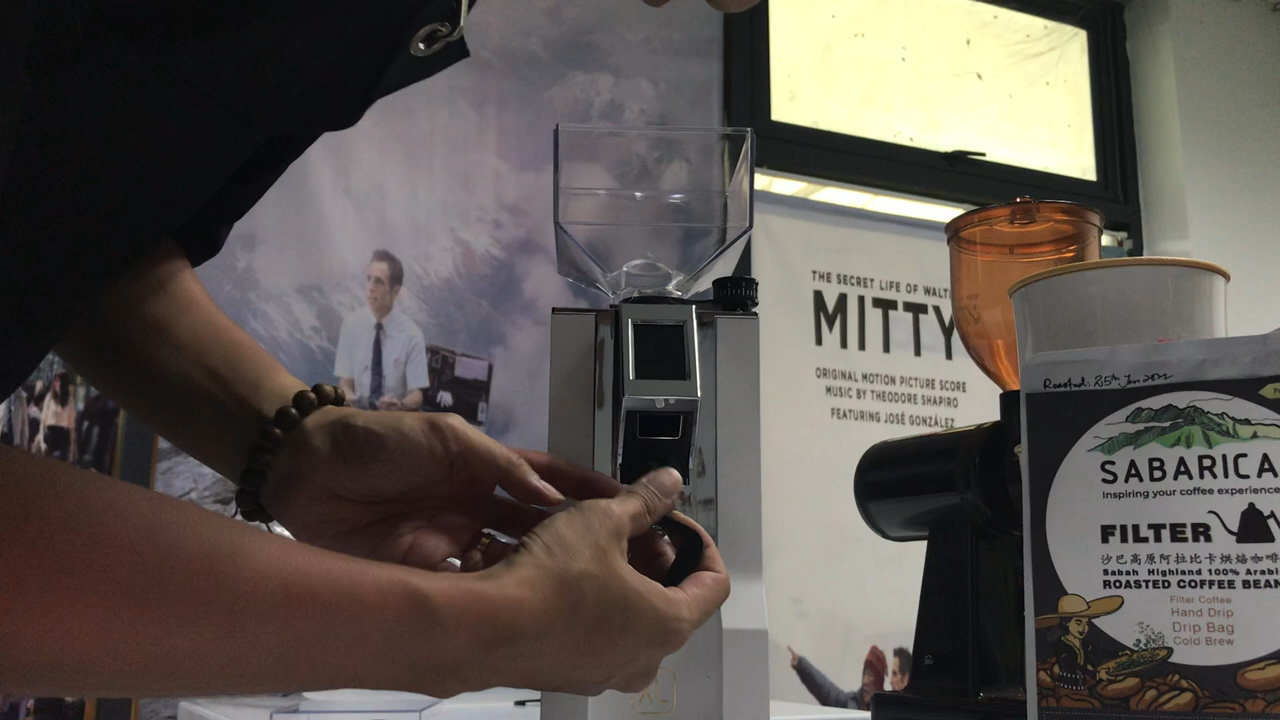 THE SECRET LIFE OF WALT
MITTY
ORIGINAL MOTION PICTURE SCORE
MUSIC BY THEODORE SHAPIRO
FEATURING JOSÉ GONZÁLEZ
Roasted: 25th Jan 2022
SABARICA
Inspiring your coffee experience
FILTER
沙巴高原阿拉比卡烘焙咖啡
Sabah Highland 100% Arabi
ROASTED COFFEE BEAN
Filter Coffee
Hand Drip
Drip Bag
Cold Brew